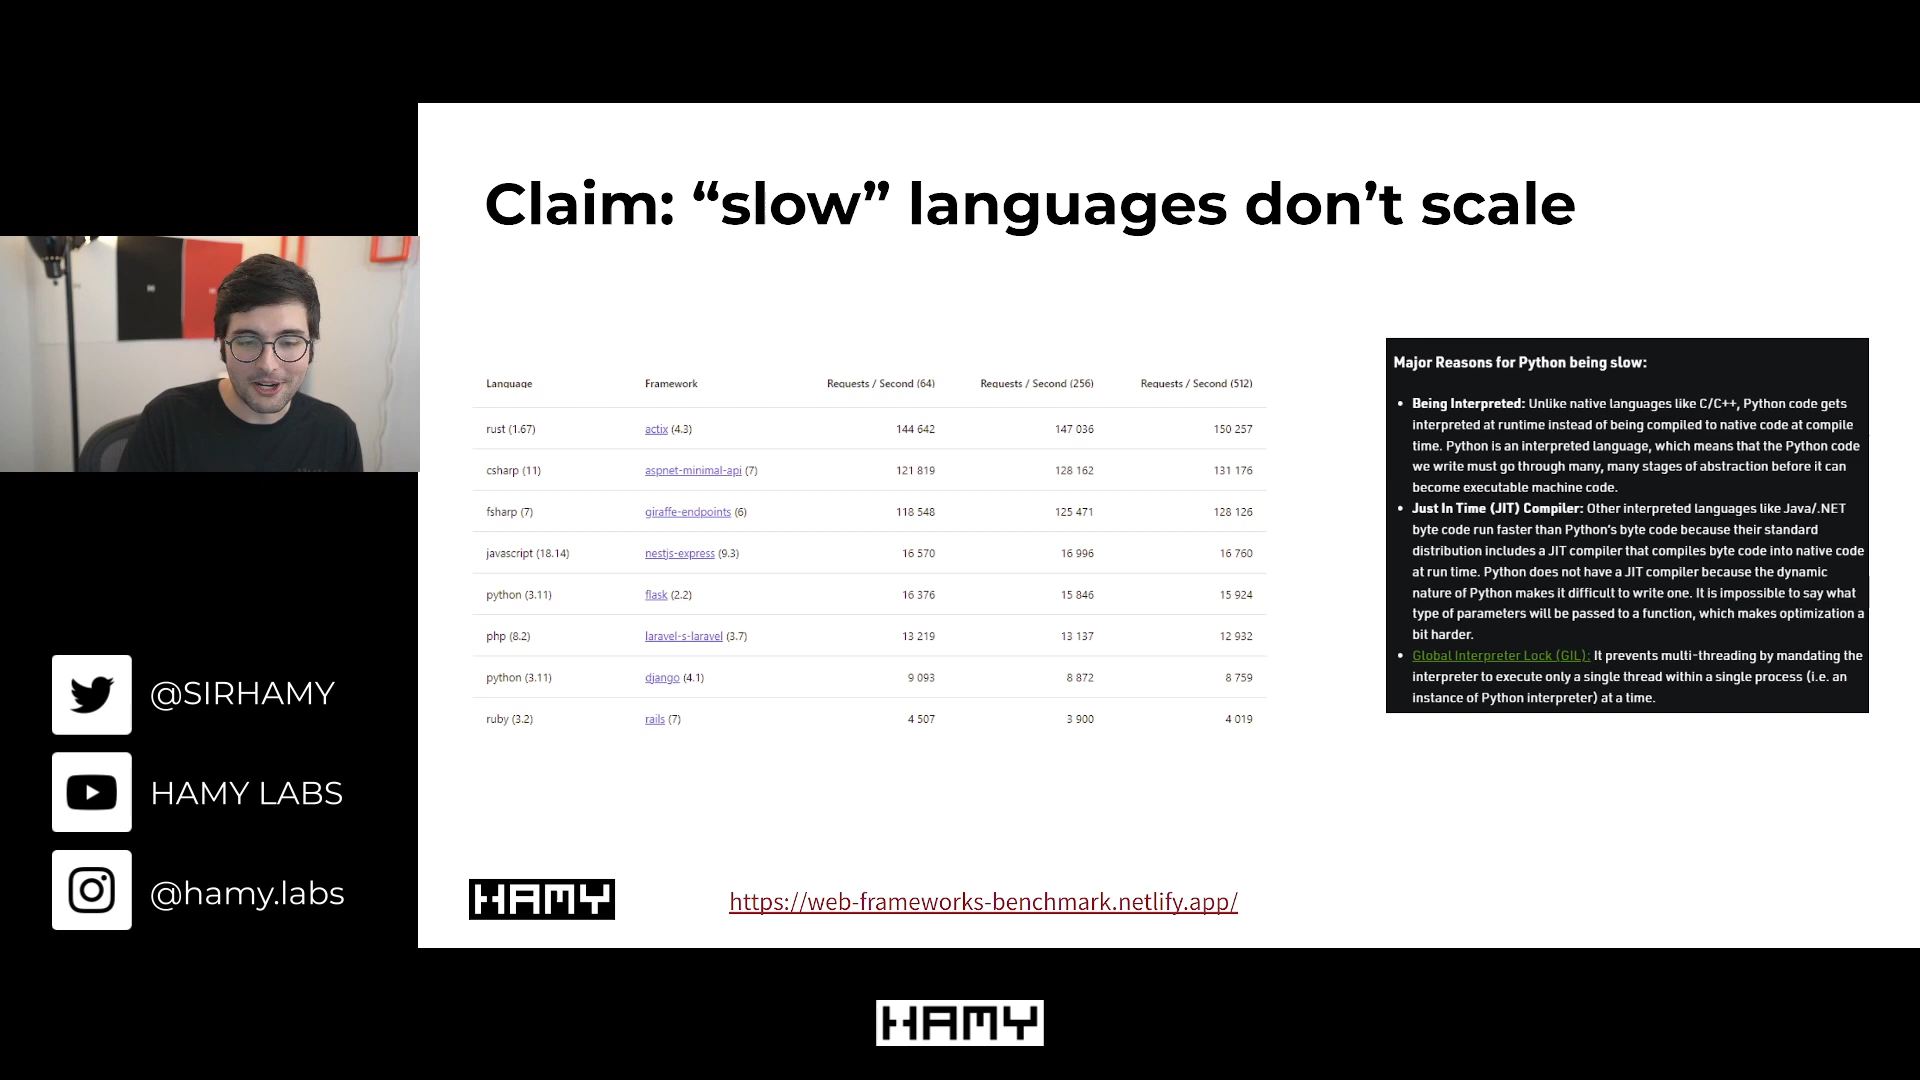 Claim: “slow” languages don’t scale
Language Framework Requests / Second (64) Requests / Second (256) Requests / Second (512)
rust (1.67) actix (4.3) 144 642 147 036 150 257
csharp (11) aspnet-minimal-api (7) 121 819 128 162 131 176
fsharp (7) giraffe-endpoints (6) 118 548 125 471 128 126
javascript (18.14) nestjs-express (9.3) 16 570 16 996 16 760
python (3.11) flask (2.2) 16 376 15 846 15 924
php (8.2) laravel-s-laravel (3.7) 13 219 13 137 12 932
python (3.11) django (4.1) 9 093 8 872 8 759
ruby (3.2) rails (7) 4 507 3 900 4 019
Major Reasons for Python being slow:
• Being Interpreted: Unlike native languages like C/C++, Python code gets
interpreted at runtime instead of being compiled to native code at compile
time. Python is an interpreted language, which means that the Python code
we write must go through many, many stages of abstraction before it can
become executable machine code.
• Just In Time (JIT) Compiler: Other interpreted languages like Java/.NET
byte code run faster than Python’s byte code because their standard
distribution includes a JIT compiler that compiles byte code into native code
at run time. Python does not have a JIT compiler because the dynamic
nature of Python makes it difficult to write one. It is impossible to say what
type of parameters will be passed to a function, which makes optimization a
bit harder.
• Global Interpreter Lock (GIL): It prevents multi-threading by mandating the
interpreter to execute only a single thread within a single process (i.e. an
instance of Python interpreter) at a time.
@SIRHAMY
HAMY LABS
@hamy.labs
HAMY
https://web-frameworks-benchmark.netlify.app/
HAMY